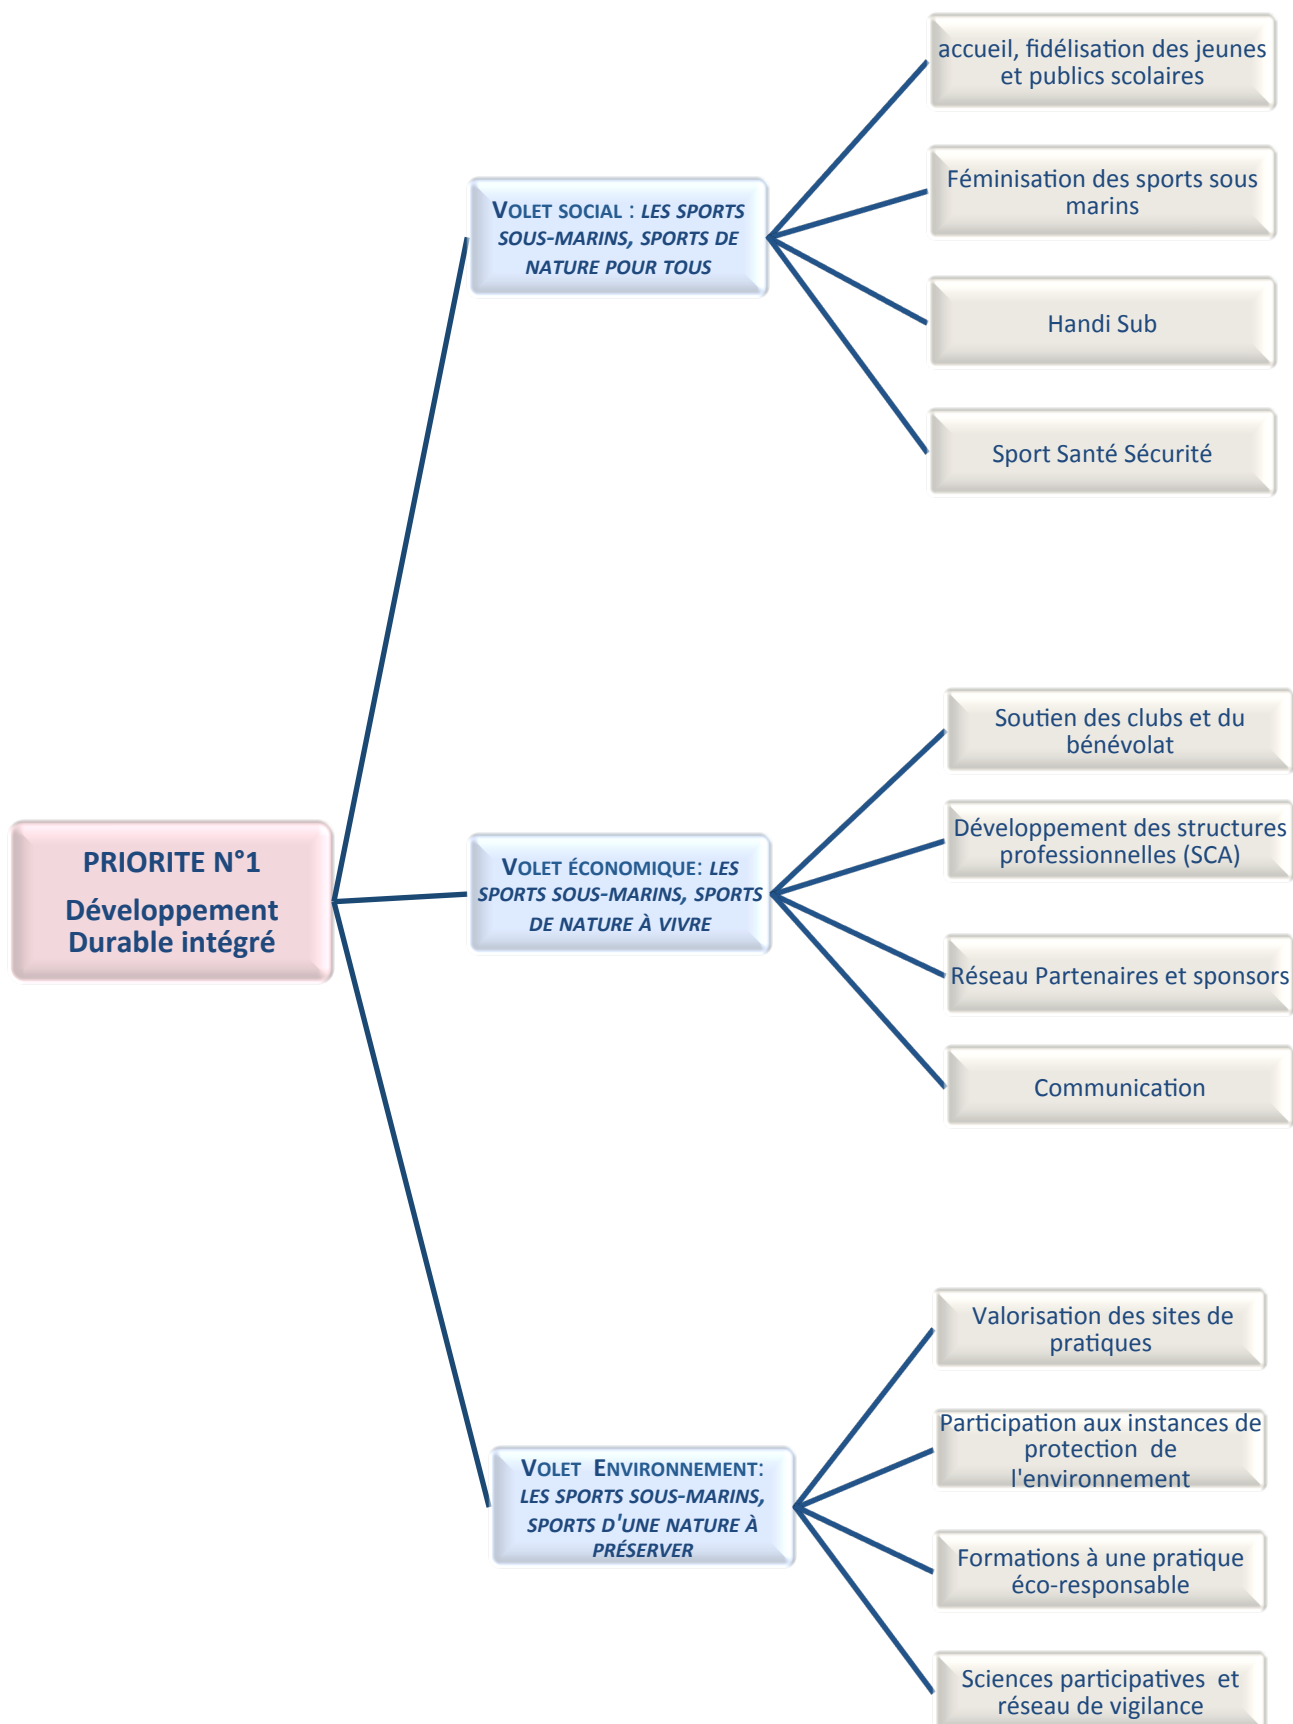 PRIORITE N°1
Développement
Durable intégré
VOLET SOCIAL : LES SPORTS
SOUS-MARINS, SPORTS DE
NATURE POUR TOUS
accueil, fidélisation des jeunes
et publics scolaires
Féminisation des sports sous
marins
Handi Sub
Sport Santé Sécurité
VOLET ÉCONOMIQUE: LES
SPORTS SOUS-MARINS, SPORTS
DE NATURE À VIVRE
Soutien des clubs et du
bénévolat
Développement des structures
professionnelles (SCA)
Réseau Partenaires et sponsors
Communication
VOLET  ENVIRONNEMENT:
LES SPORTS SOUS-MARINS,
SPORTS D'UNE NATURE À
PRÉSERVER
Valorisation des sites de
pratiques
Participation aux instances de
protection  de
l'environnement
Formations à une pratique
éco-responsable
Sciences participatives  et
réseau de vigilance